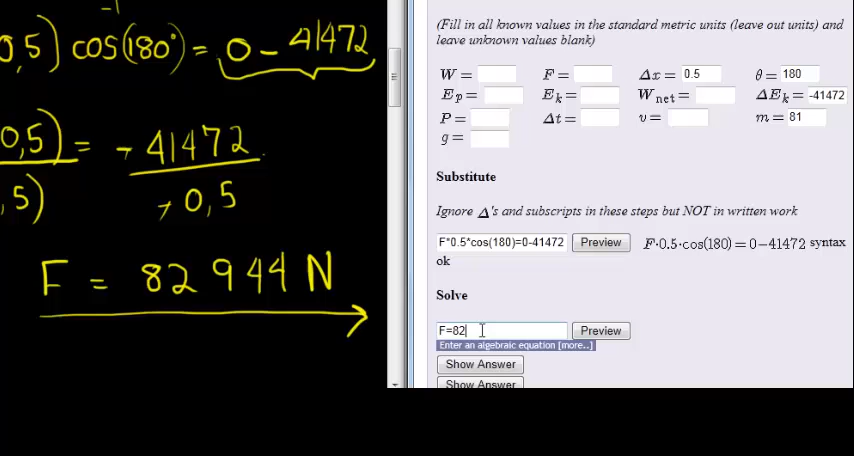 0,5) cos(180°) = 0 - 41472
-1
0,5) = - 41472
,5) - 0,5
F = 82 944 N
(Fill in all known values in the standard metric units (leave out units) and
leave unknown values blank)
W = F = Δx = 0.5 θ = 180
Ep = Ek = Wnet = ΔEk = -41472
P = Δt = v = m = 81
g =
Substitute
Ignore Δ's and subscripts in these steps but NOT in written work
F*0.5*cos(180)=0-41472 Preview F·0.5·cos(180) = 0−41472 syntax
ok
Solve
F=82 Preview
Enter an algebraic equation [more..]
Show Answer
Show Answer